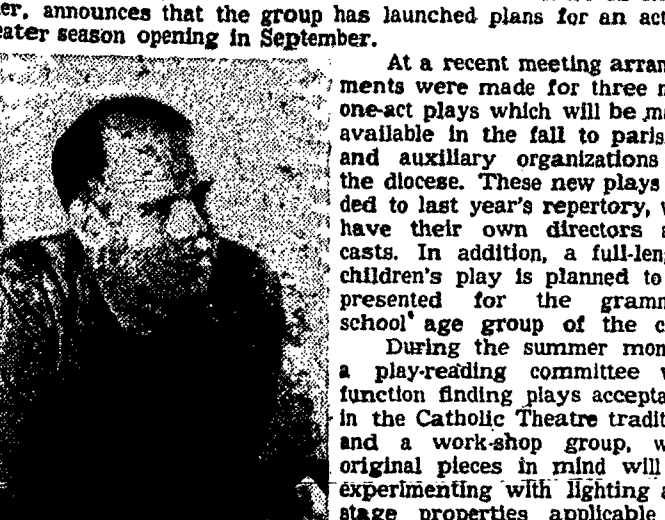 er, announces that the group has launched plans for an act
eater season opening in September.
At a recent meeting arran
ments were made for three n
one-act plays which will be ma
available in the fall to paris
and auxiliary organizations
the diocese. These new plays
ded to last year's repertory, w
have their own directors a
casts. In addition, a full-leng
children's play is planned to
presented for the gramm
school age group of the c
During the summer mon
a play-reading committee w
function finding plays accepta
in the Catholic Theatre tradit
and a work-shop group, w
original pieces in mind will
experimenting with lighting a
stage properties applicable